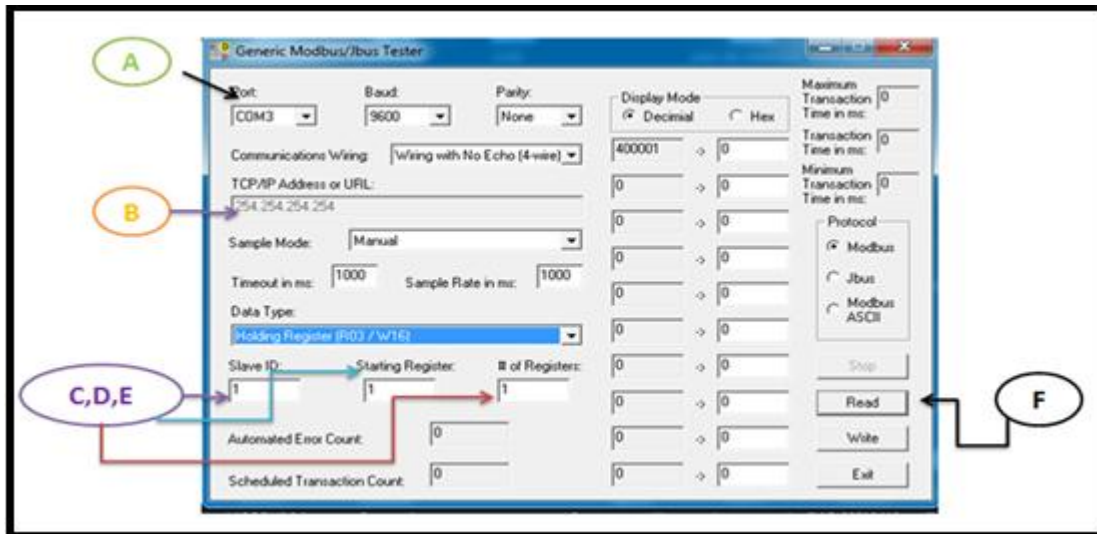 Generic Modbus/Jbus Tester
A
B
C,D,E
F
Port:
Baud:
Parity:
COM3
9600
None
Communications Wiring:
Wiring with No Echo (4-wire)
TCP/IP Address or URL:
254.254.254.254
Sample Mode:
Manual
Timeout in ms:
1000
Sample Rate in ms:
1000
Data Type:
Holding Register (R03 / W16)
Slave ID:
Starting Register:
# of Registers:
1
1
1
Automated Error Count:
0
Scheduled Transaction Count:
0
Display Mode
Decimial
Hex
400001 -> 0
0 -> 0
0 -> 0
0 -> 0
0 -> 0
0 -> 0
0 -> 0
0 -> 0
0 -> 0
0 -> 0
Maximum
Transaction 0
Time in ms:
Transaction 0
Time in ms:
Minimum
Transaction 0
Time in ms:
Protocol
Modbus
Jbus
Modbus
ASCII
Stop
Read
Write
Exit